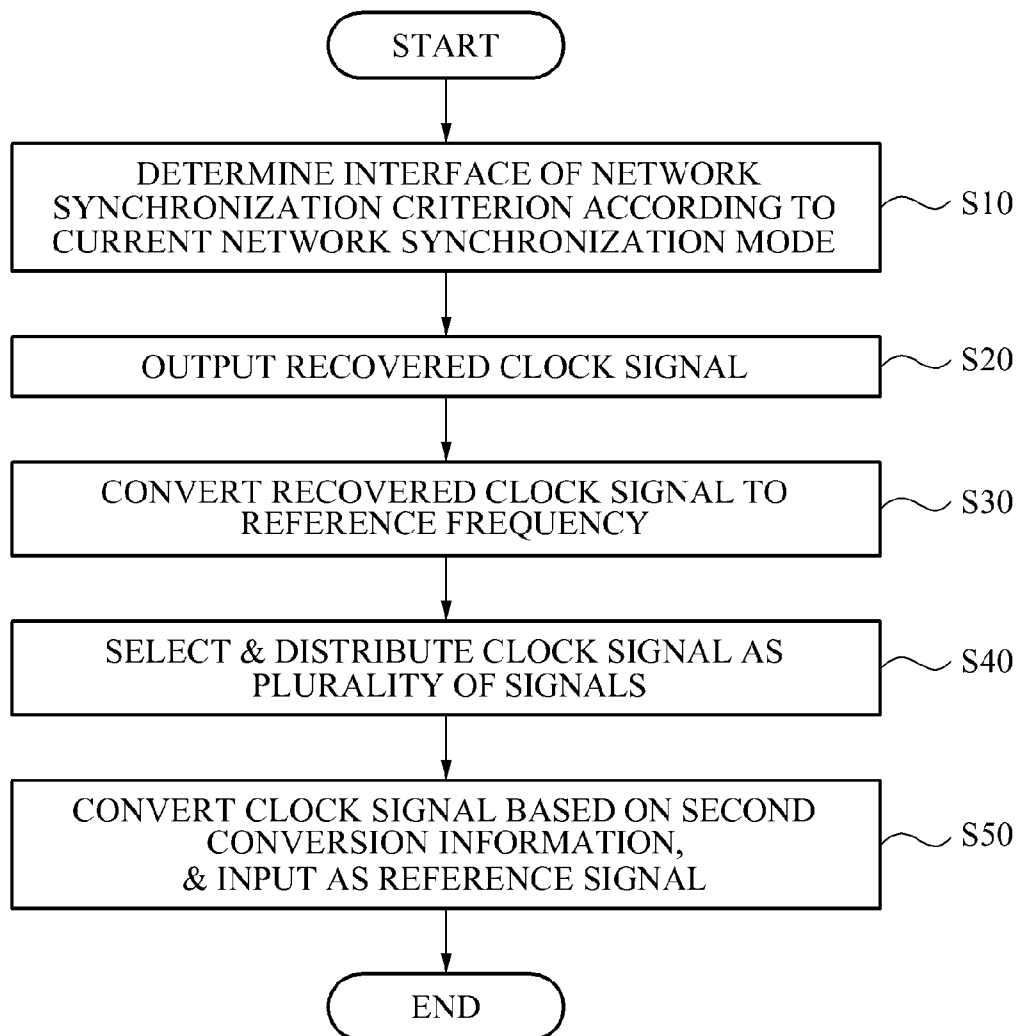 START
DETERMINE INTERFACE OF NETWORK
SYNCHRONIZATION CRITERION ACCORDING TO
CURRENT NETWORK SYNCHRONIZATION MODE
S10
OUTPUT RECOVERED CLOCK SIGNAL
S20
CONVERT RECOVERED CLOCK SIGNAL TO
REFERENCE FREQUENCY
S30
SELECT & DISTRIBUTE CLOCK SIGNAL AS
PLURALITY OF SIGNALS
S40
CONVERT CLOCK SIGNAL BASED ON SECOND
CONVERSION INFORMATION,
& INPUT AS REFERENCE SIGNAL
S50
END